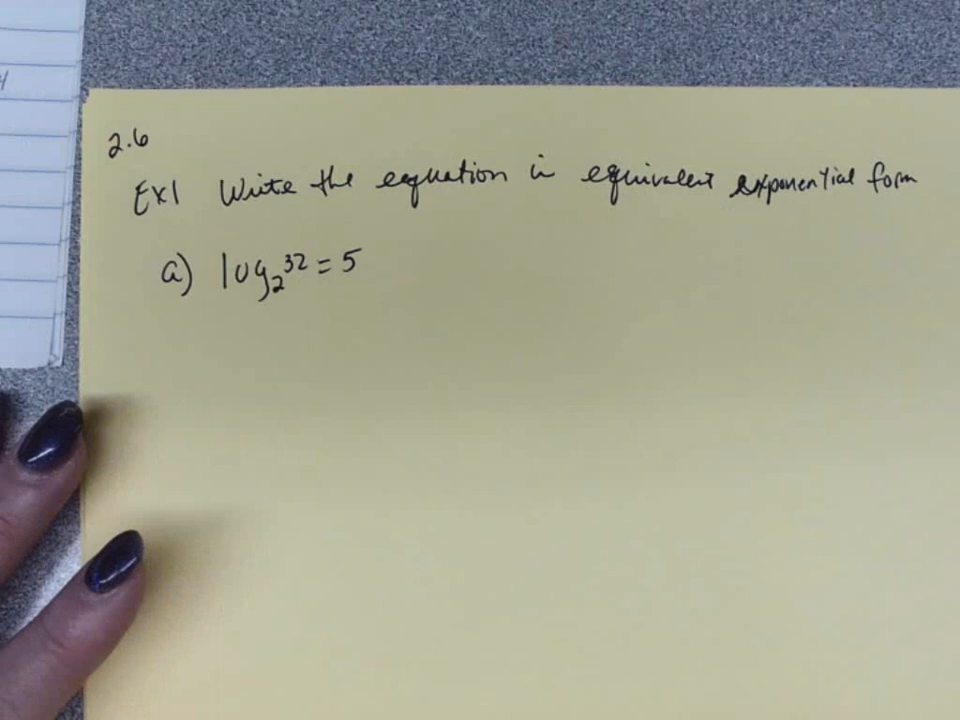 2.6
Ex1 Write the equation in equivalent exponential form
a) log₂32 = 5